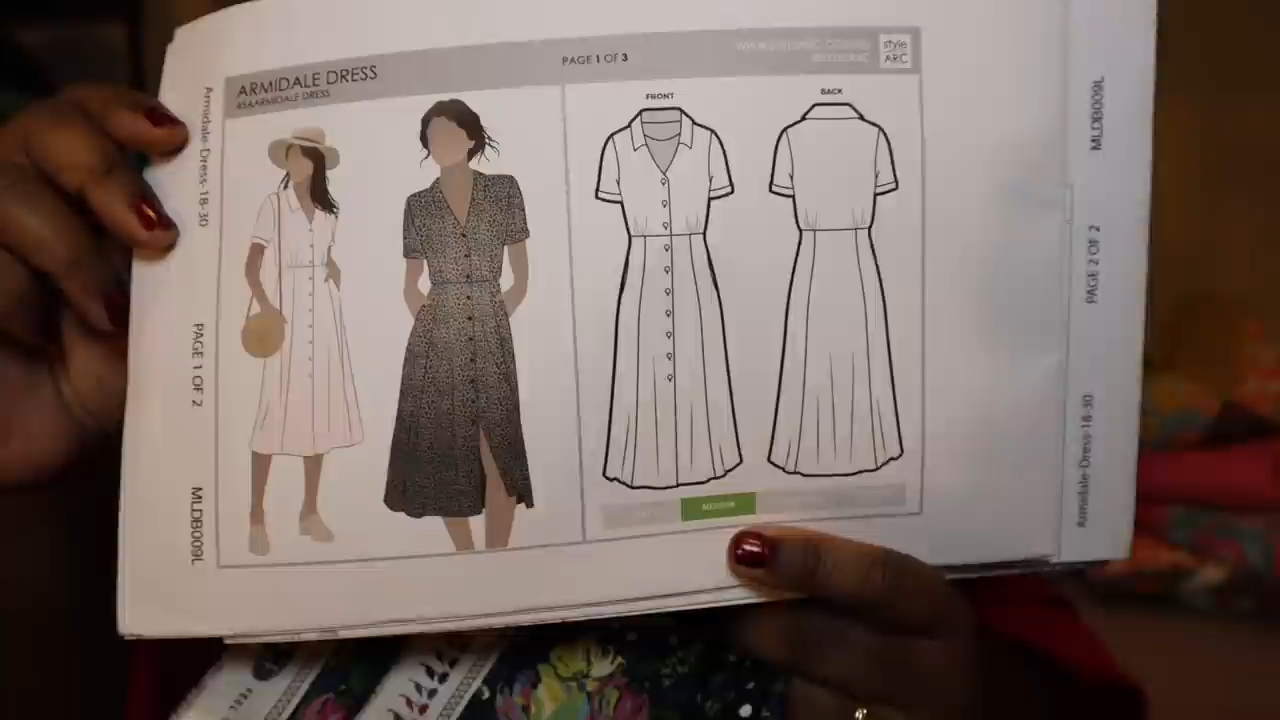 ARMIDALE DRESS
PAGE 1 OF 3
style
ARC
Armidale-Dress-18-30
PAGE 1 OF 2
MLDB009L
FRONT
BACK
MEDIUM
MLDB009L
PAGE 2 OF 2
Armidale-Dress-18-30